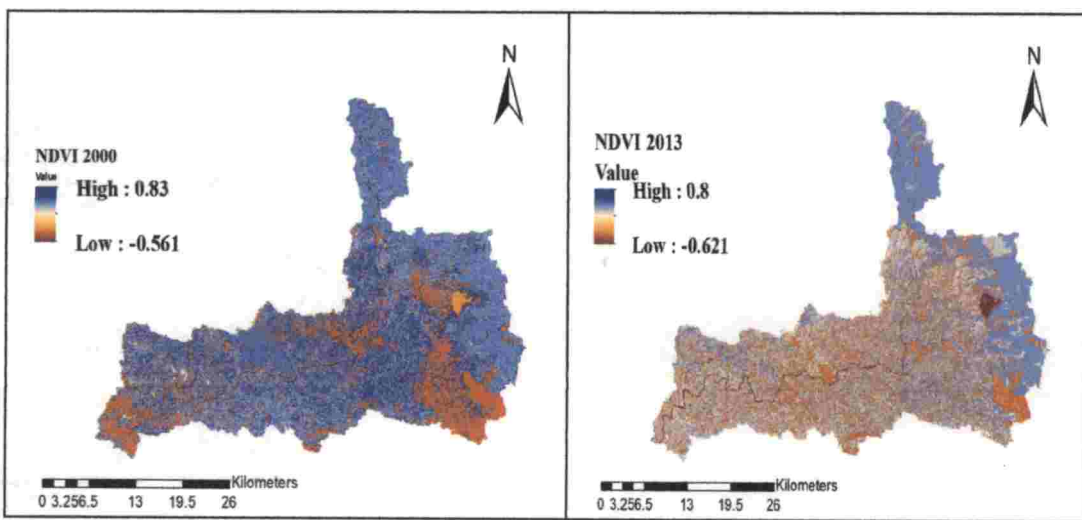 N
NDVI 2000
Value
High : 0.83
Low : -0.561
Kilometers
0 3.256.5 13 19.5 26
N
NDVI 2013
Value
High : 0.8
Low : -0.621
Kilometers
0 3.256.5 13 19.5 26